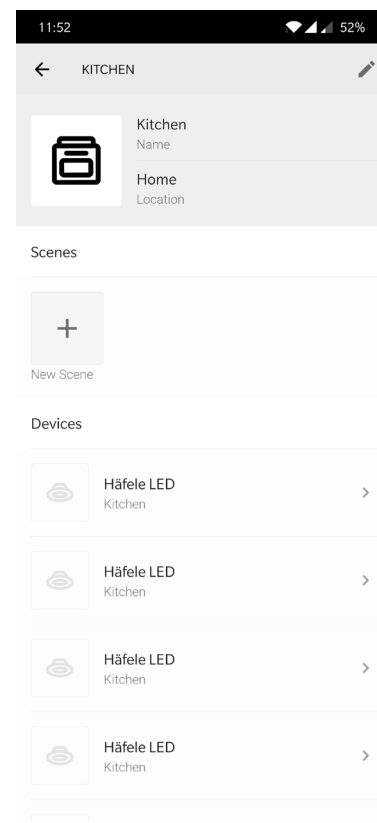 11:52
52%
KITCHEN
Kitchen
Name
Home
Location
Scenes
New Scene
Devices
Häfele LED
Kitchen
Häfele LED
Kitchen
Häfele LED
Kitchen
Häfele LED
Kitchen